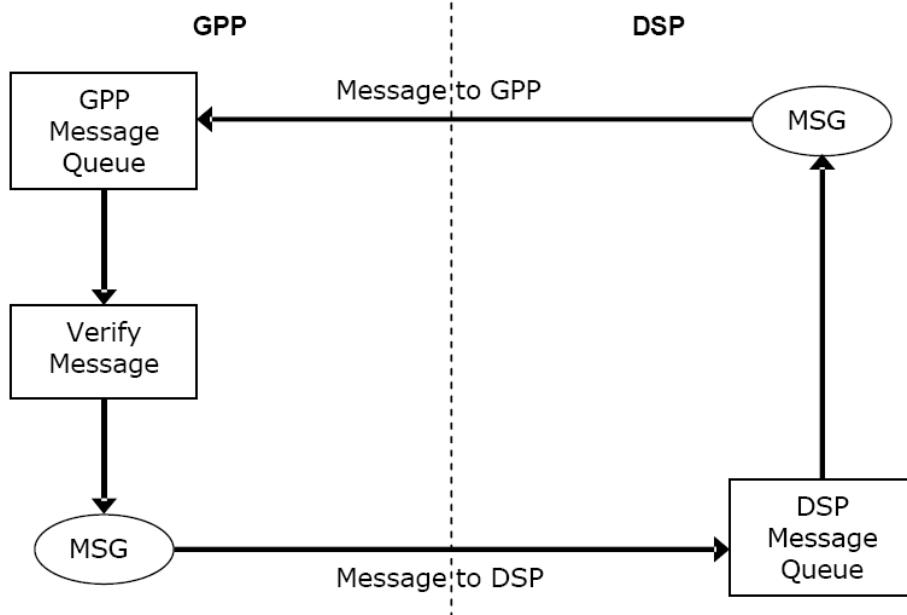 GPP
DSP
GPP
Message
Queue
Message to GPP
MSG
Verify
Message
MSG
Message to DSP
DSP
Message
Queue